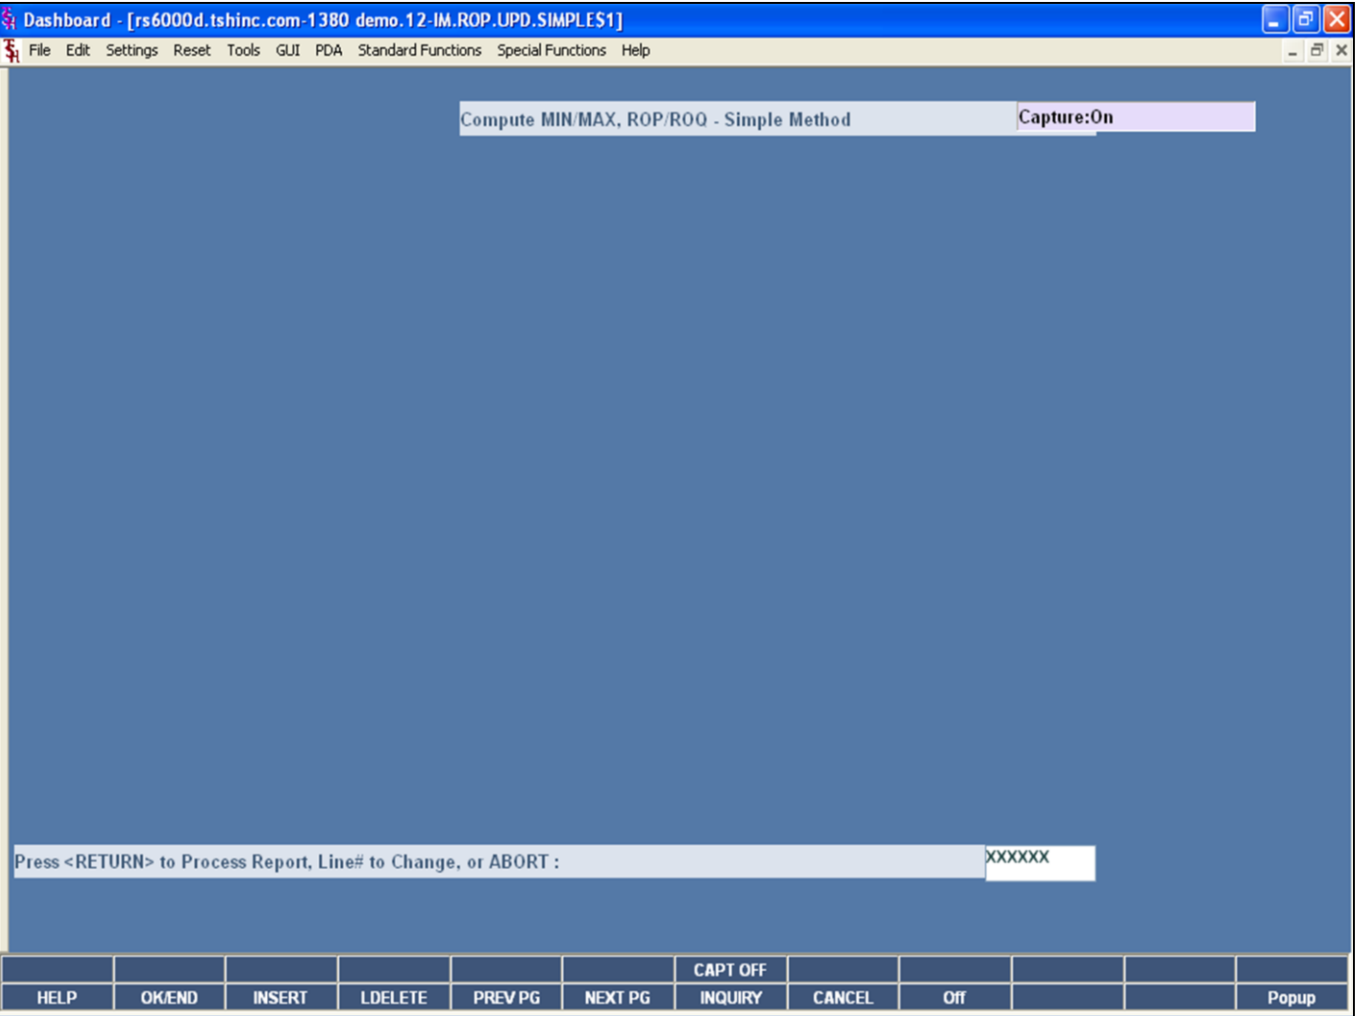 Dashboard - [rs6000d.tshinc.com-1380 demo.12-IM.ROP.UPD.SIMPLE$1]
File Edit Settings Reset Tools GUI PDA Standard Functions Special Functions Help
Compute MIN/MAX, ROP/ROQ - Simple Method Capture:On
Press <RETURN> to Process Report, Line# to Change, or ABORT : XXXXXX
CAPT OFF
HELP OK/END INSERT LDELETE PREV PG NEXT PG INQUIRY CANCEL Off Popup